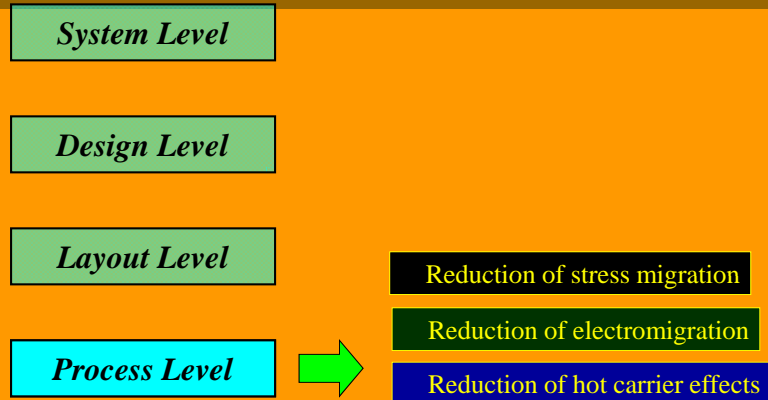 System Level
Design Level
Layout Level
Process Level
Reduction of stress migration
Reduction of electromigration
Reduction of hot carrier effects